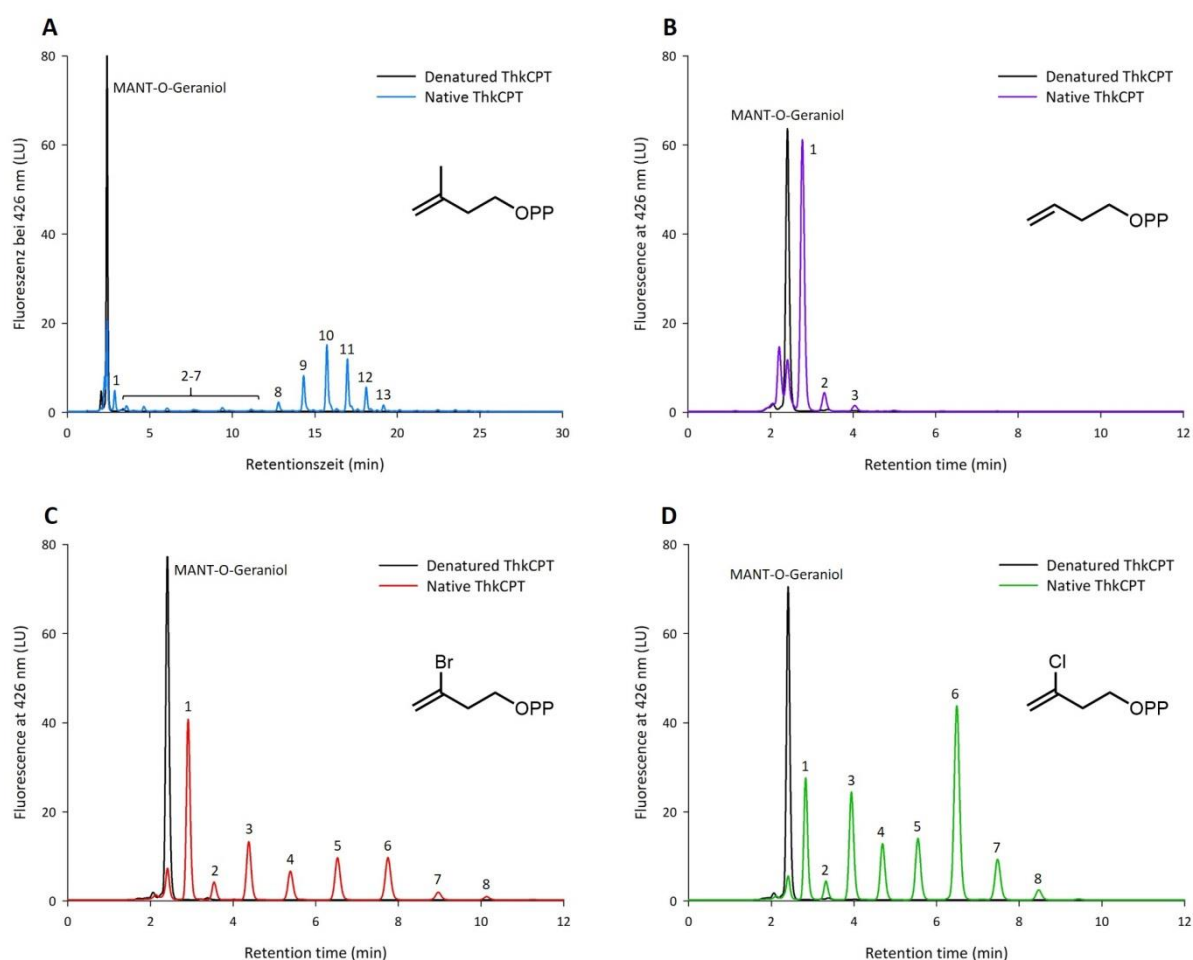 A
80
60
40
20
0
Fluoreszenz bei 426 nm (LU)
MANT-O-Geraniol
Denatured ThkCPT
Native ThkCPT
OPP
1
2-7
8
9
10
11
12
13
0 5 10 15 20 25 30
Retentionszeit (min)
B
80
60
40
20
0
Fluorescence at 426 nm (LU)
MANT-O-Geraniol
Denatured ThkCPT
Native ThkCPT
OPP
1
2
3
0 2 4 6 8 10 12
Retention time (min)
C
80
60
40
20
0
Fluorescence at 426 nm (LU)
MANT-O-Geraniol
Denatured ThkCPT
Native ThkCPT
Br
OPP
1
2
3
4
5
6
7
8
0 2 4 6 8 10 12
Retention time (min)
D
80
60
40
20
0
Fluorescence at 426 nm (LU)
MANT-O-Geraniol
Denatured ThkCPT
Native ThkCPT
Cl
OPP
1
2
3
4
5
6
7
8
0 2 4 6 8 10 12
Retention time (min)